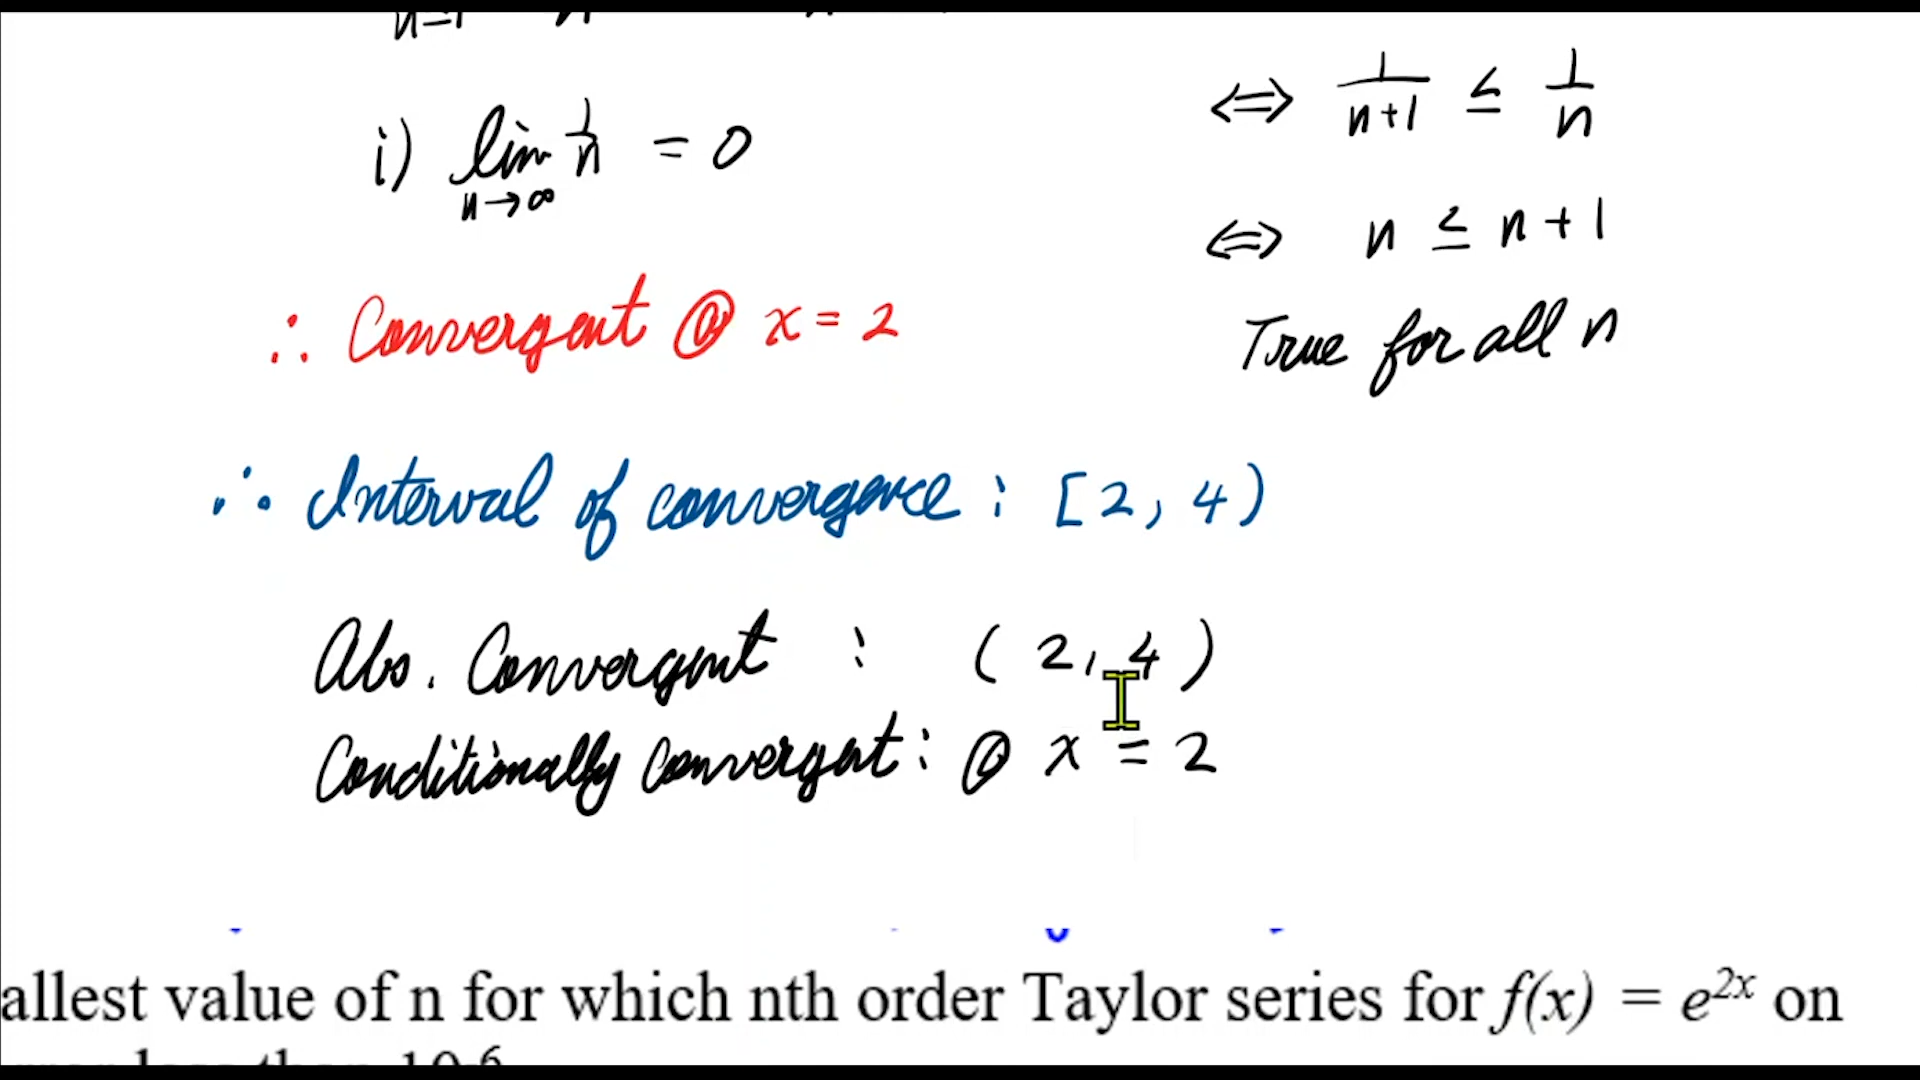 i) lim 1/n = 0
n→∞
⇔ 1/(n+1) ≤ 1/n
⇔ n ≤ n+1
True for all n
∴ Convergent @ x = 2
∴ Interval of convergence : [2, 4)
Abs. Convergent : (2, 4)
Conditionally convergent : @ x = 2
allest value of n for which nth order Taylor series for f(x) = e^{2x} on